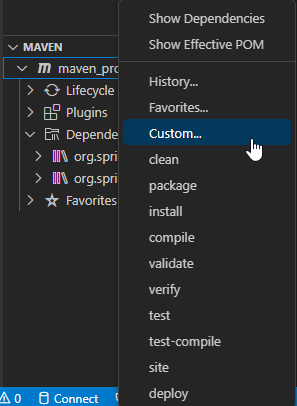 Show Dependencies
Show Effective POM
MAVEN
maven_pro
History...
Lifecycle
Favorites...
Plugins
Custom...
Depende
clean
org.spri
package
org.spri
install
Favorites
compile
validate
verify
test
test-compile
site
deploy
0
Connect